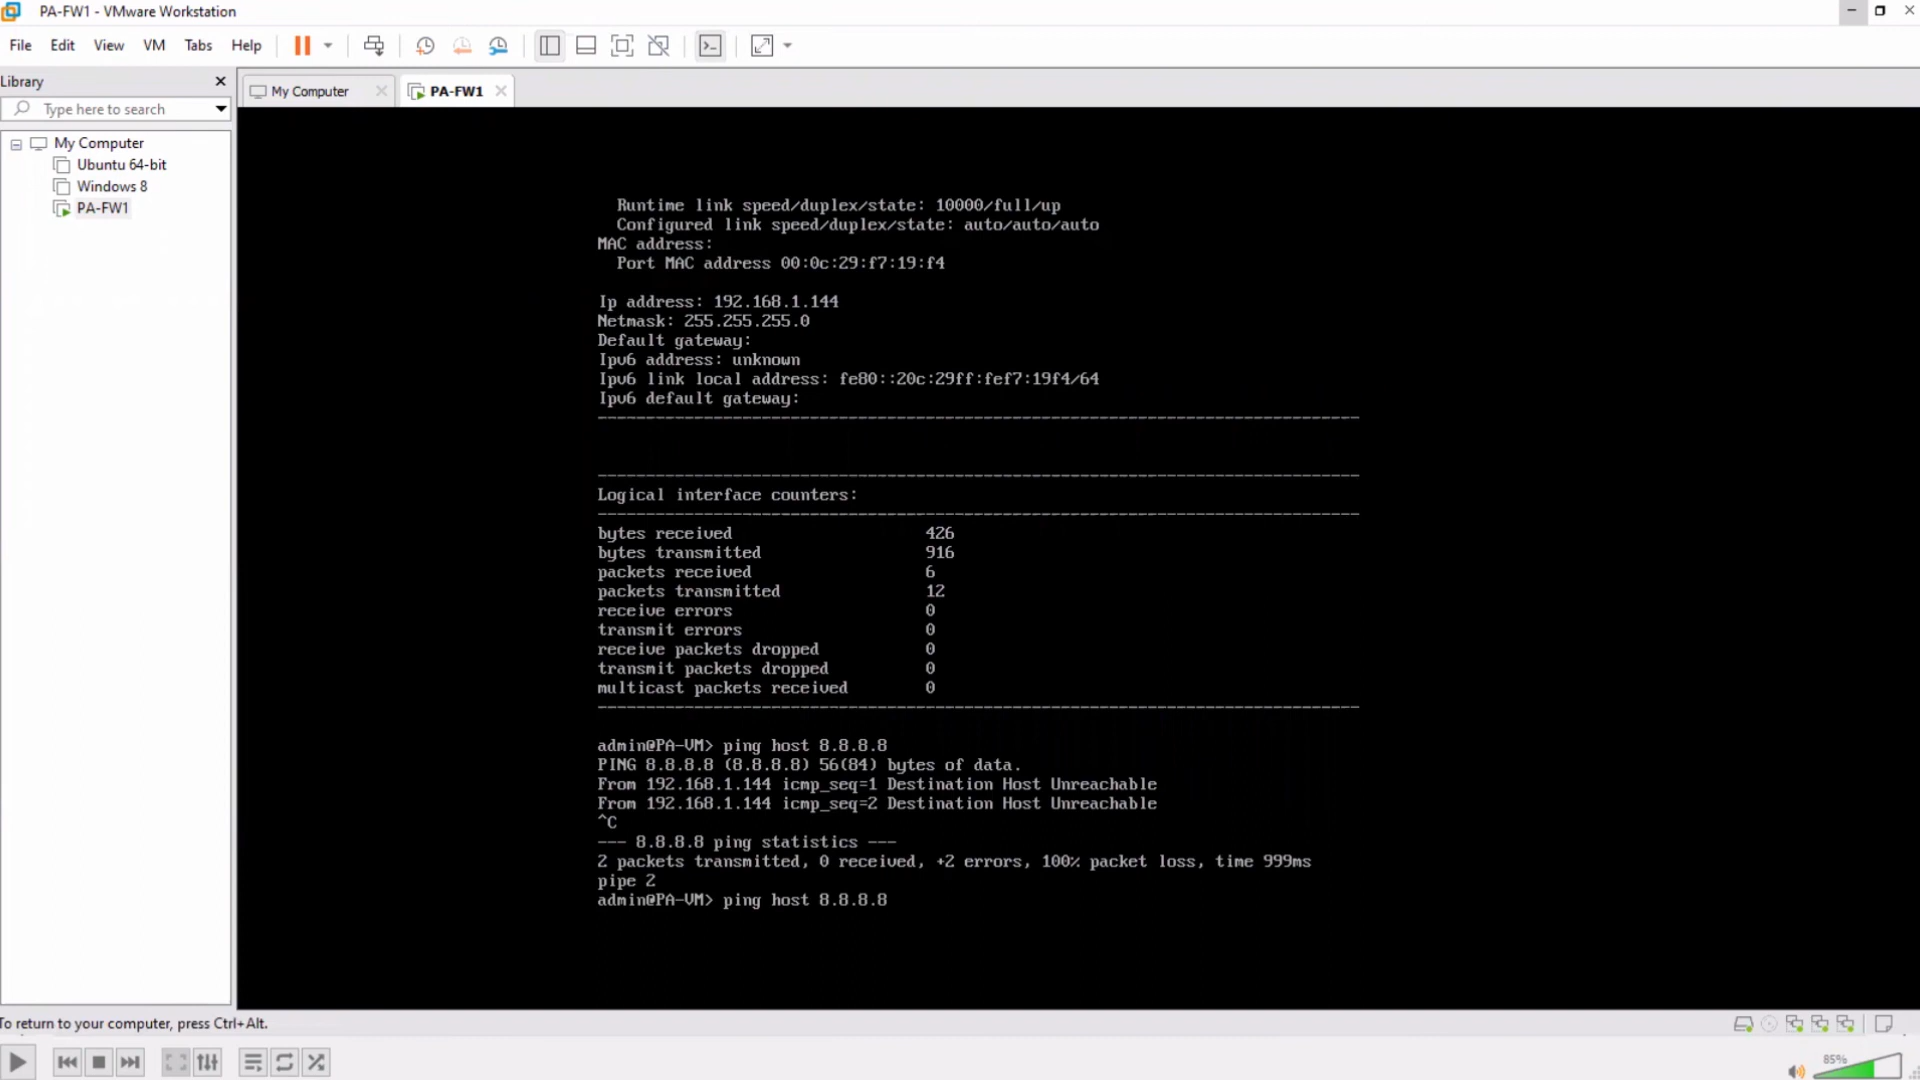 PA-FW1 - VMware Workstation
File Edit View VM Tabs Help
Library
My Computer
PA-FW1
Type here to search
My Computer
Ubuntu 64-bit
Windows 8
PA-FW1
Runtime link speed/duplex/state: 10000/full/up
Configured link speed/duplex/state: auto/auto/auto
MAC address:
Port MAC address 00:0c:29:f7:19:f4
Ip address: 192.168.1.144
Netmask: 255.255.255.0
Default gateway:
Ipv6 address: unknown
Ipv6 link local address: fe80::20c:29ff:fef7:19f4/64
Ipv6 default gateway:
--------------------------------------------------------------------------------
--------------------------------------------------------------------------------
Logical interface counters:
--------------------------------------------------------------------------------
bytes received 426
bytes transmitted 916
packets received 6
packets transmitted 12
receive errors 0
transmit errors 0
receive packets dropped 0
transmit packets dropped 0
multicast packets received 0
--------------------------------------------------------------------------------
admin@PA-VM> ping host 8.8.8.8
PING 8.8.8.8 (8.8.8.8) 56(84) bytes of data.
From 192.168.1.144 icmp_seq=1 Destination Host Unreachable
From 192.168.1.144 icmp_seq=2 Destination Host Unreachable
^C
--- 8.8.8.8 ping statistics ---
2 packets transmitted, 0 received, +2 errors, 100% packet loss, time 999ms
pipe 2
admin@PA-VM> ping host 8.8.8.8
To return to your computer, press Ctrl+Alt.
85%